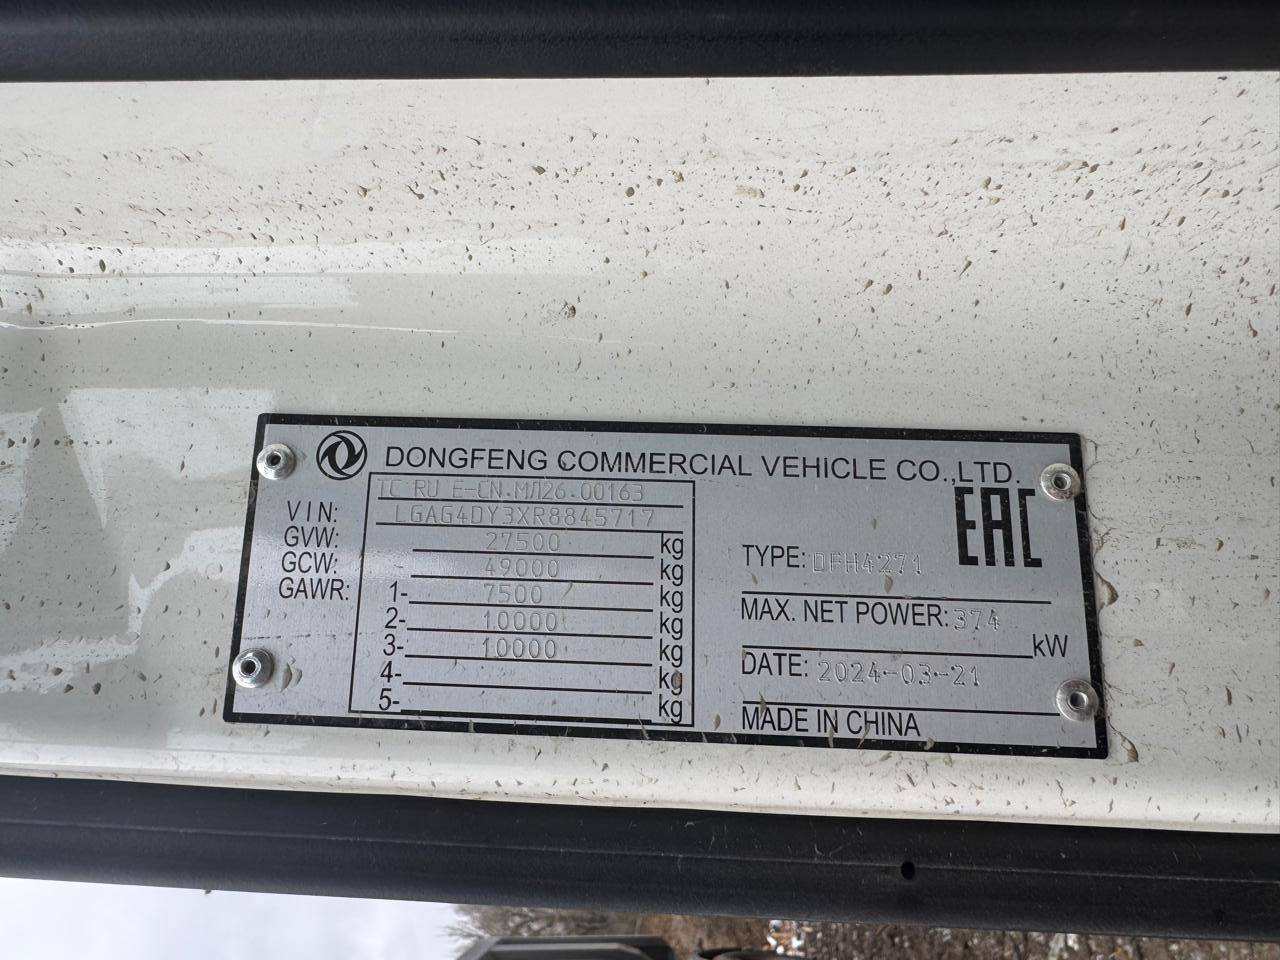 DONGFENG COMMERCIAL VEHICLE CO.,LTD.
TC RU E-CN.МЛ26.00163
VIN: LGAG4DY3XR8845717
GVW: 27500 kg
GCW: 49000 kg
GAWR: 1- 7500 kg
2- 10000 kg
3- 10000 kg
4- kg
5- kg
EAC
TYPE: DFH4271
MAX. NET POWER: 374 kW
DATE: 2024-03-21
MADE IN CHINA